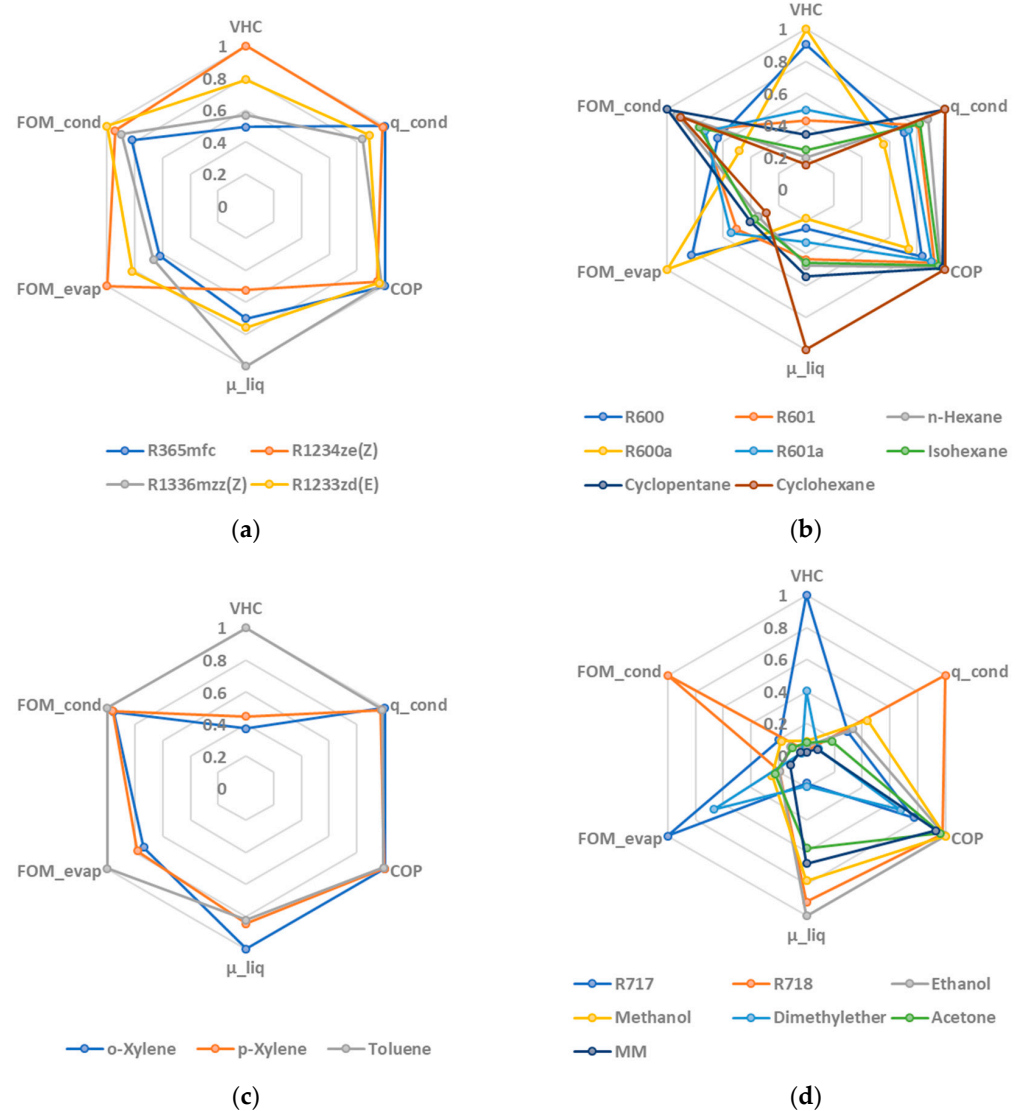 VHC
1
0.8
0.6
0.4
0.2
0
q_cond
COP
μ_liq
FOM_evap
FOM_cond
R365mfc R1234ze(Z)
R1336mzz(Z) R1233zd(E)
(a)
VHC
1
0.8
0.6
0.4
0.2
0
q_cond
COP
μ_liq
FOM_evap
FOM_cond
R600 R601 n-Hexane
R600a R601a Isohexane
Cyclopentane Cyclohexane
(b)
VHC
1
0.8
0.6
0.4
0.2
0
q_cond
COP
μ_liq
FOM_evap
FOM_cond
o-Xylene p-Xylene Toluene
(c)
VHC
1
0.8
0.6
0.4
0.2
0
q_cond
COP
μ_liq
FOM_evap
FOM_cond
R717 R718 Ethanol
Methanol Dimethylether Acetone
MM
(d)